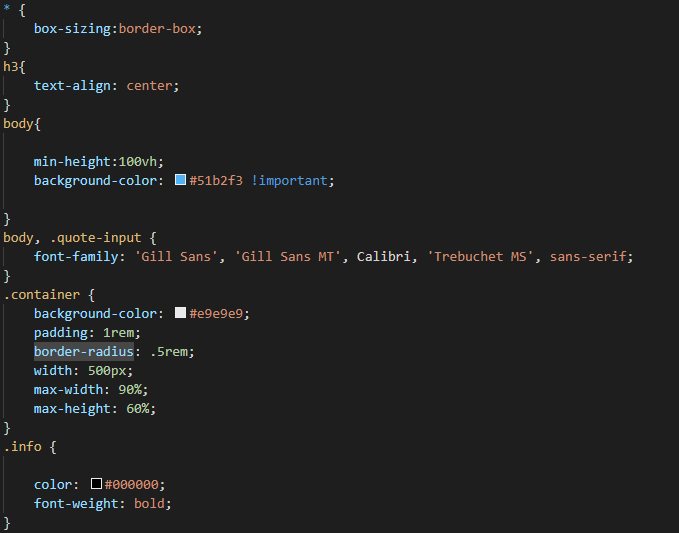 * {
    box-sizing:border-box;
}
h3{
    text-align: center;
}
body{

    min-height:100vh;
    background-color: #51b2f3 !important;

}
body, .quote-input {
    font-family: 'Gill Sans', 'Gill Sans MT', Calibri, 'Trebuchet MS', sans-serif;
}
.container {
    background-color: #e9e9e9;
    padding: 1rem;
    border-radius: .5rem;
    width: 500px;
    max-width: 90%;
    max-height: 60%;
}
.info {

    color: #000000;
    font-weight: bold;
}